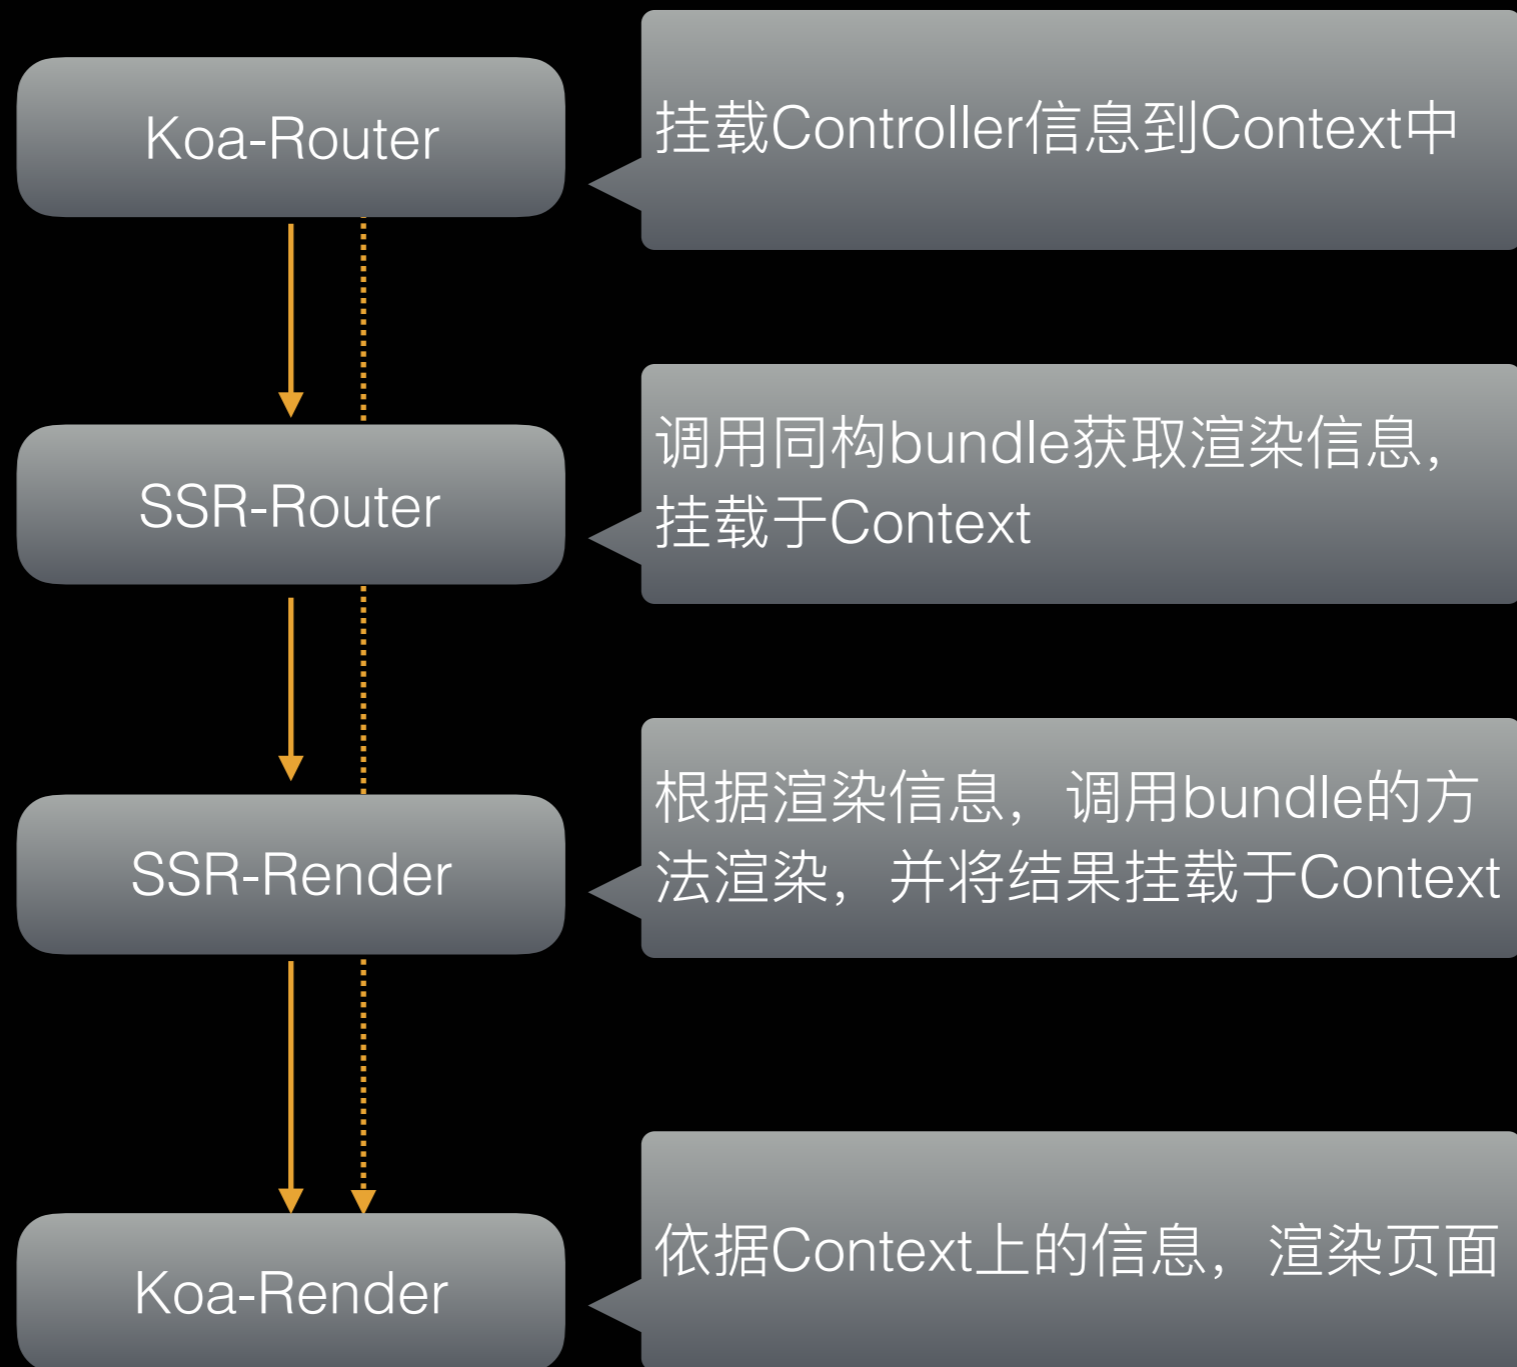 Koa-Router
挂载Controller信息到Context中
SSR-Router
调用同构bundle获取渲染信息，
挂载于Context
SSR-Render
根据渲染信息，调用bundle的方
法渲染，并将结果挂载于Context
Koa-Render
依据Context上的信息，渲染页面